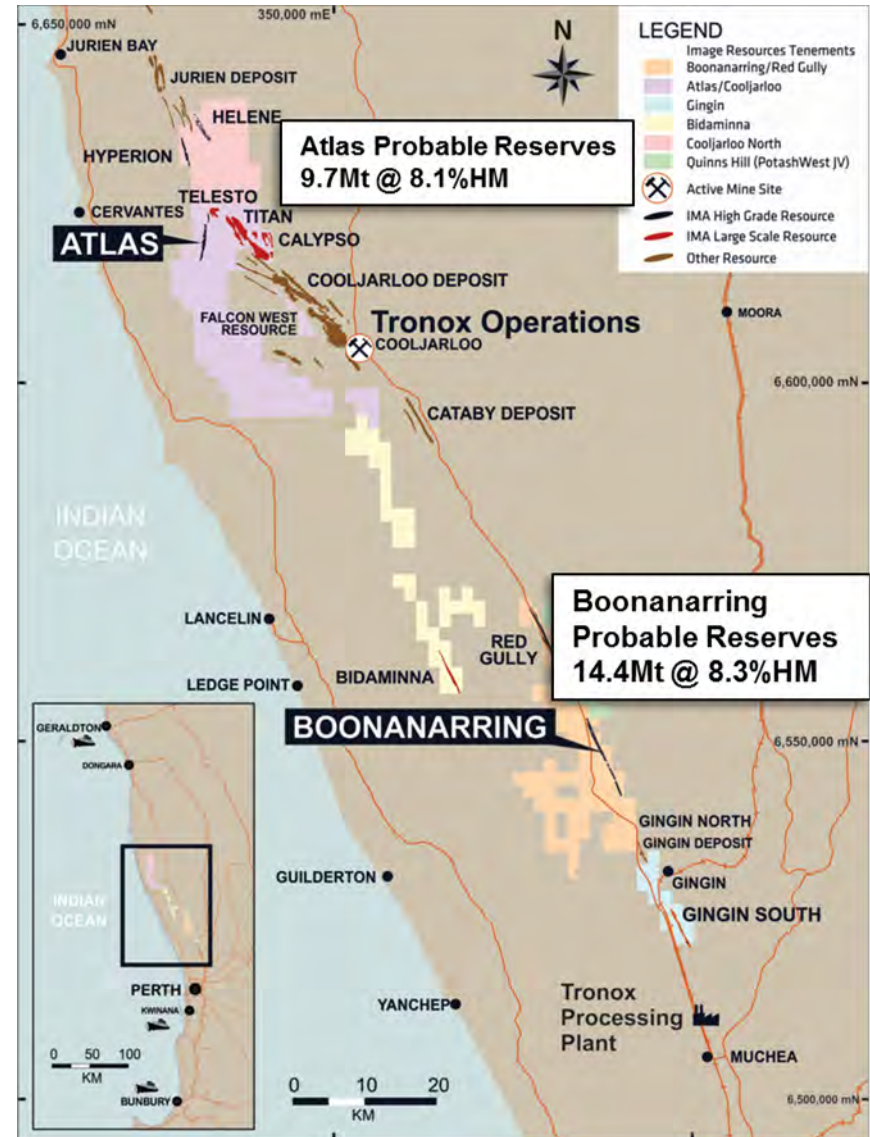 6,650,000 mN
350,000 mE
JURIEN BAY
JURIEN DEPOSIT
HELENE
HYPERION
N
LEGEND
Image Resources Tenements
Boonanarring/Red Gully
Atlas/Cooljarloo
Gingin
Bidaminna
Cooljarloo North
Quinns Hill (PotashWest JV)
Active Mine Site
IMA High Grade Resource
IMA Large Scale Resource
Other Resource
Atlas Probable Reserves
9.7Mt @ 8.1%HM
TELESTO
CERVANTES
TITAN
ATLAS
CALYPSO
COOLJARLOO DEPOSIT
FALCON WEST
RESOURCE
Tronox Operations
COOLJARLOO
MOORA
6,600,000 mN
CATABY DEPOSIT
INDIAN
OCEAN
LANCELIN
RED
GULLY
Boonanarring
Probable Reserves
14.4Mt @ 8.3%HM
BIDAMINNA
LEDGE POINT
BOONANARRING
6,550,000 mN
GINGIN NORTH
GINGIN DEPOSIT
GINGIN
GUILDERTON
GINGIN SOUTH
YANCHEP
Tronox
Processing
Plant
MUCHEA
0 10 20
KM
6,500,000 mN
GERALDTON
DONGARA
INDIAN
OCEAN
PERTH
KWINANA
0 50 100
KM
BUNBURY